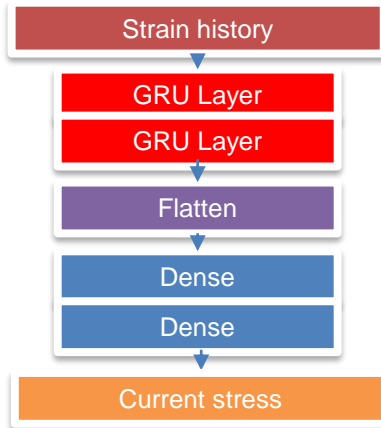 Strain history
GRU Layer
GRU Layer
Flatten
Dense
Dense
Current stress